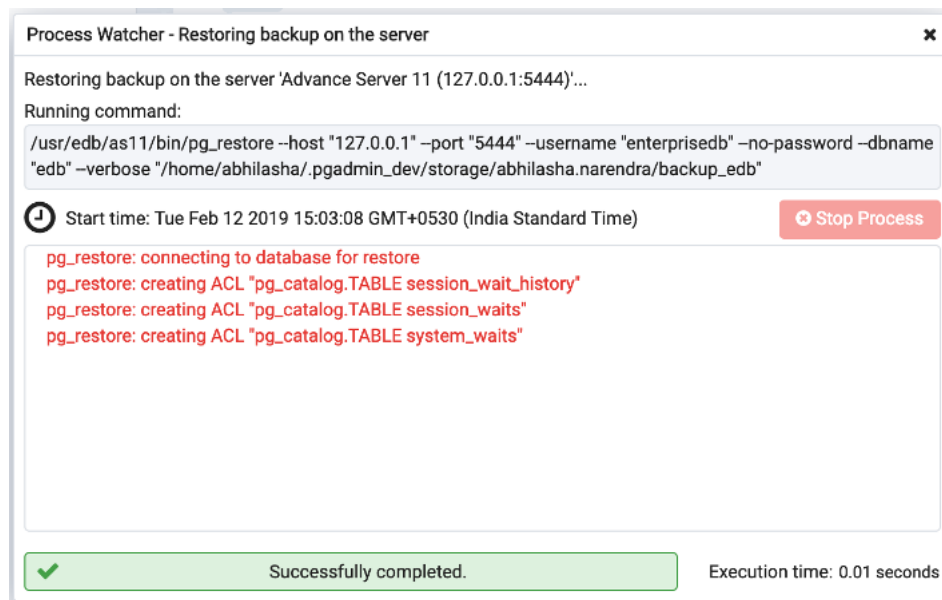 Process Watcher - Restoring backup on the server
Restoring backup on the server 'Advance Server 11 (127.0.0.1:5444)'...
Running command:
/usr/edb/as11/bin/pg_restore --host "127.0.0.1" --port "5444" --username "enterprisedb" --no-password --dbname
"edb" --verbose "/home/abhilasha/.pgadmin_dev/storage/abhilasha.narendra/backup_edb"
Start time: Tue Feb 12 2019 15:03:08 GMT+0530 (India Standard Time)
Stop Process
pg_restore: connecting to database for restore
pg_restore: creating ACL "pg_catalog.TABLE session_wait_history"
pg_restore: creating ACL "pg_catalog.TABLE session_waits"
pg_restore: creating ACL "pg_catalog.TABLE system_waits"
Successfully completed.
Execution time: 0.01 seconds